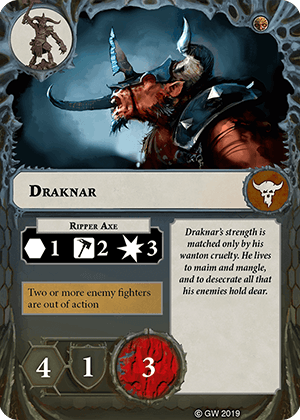 DRAKNAR
RIPPER AXE
1 2 3
Two or more enemy fighters
are out of action
Draknar's strength is
matched only by his
wanton cruelty. He lives
to maim and mangle,
and to desecrate all that
his enemies hold dear.
4 1 3
© GW 2019